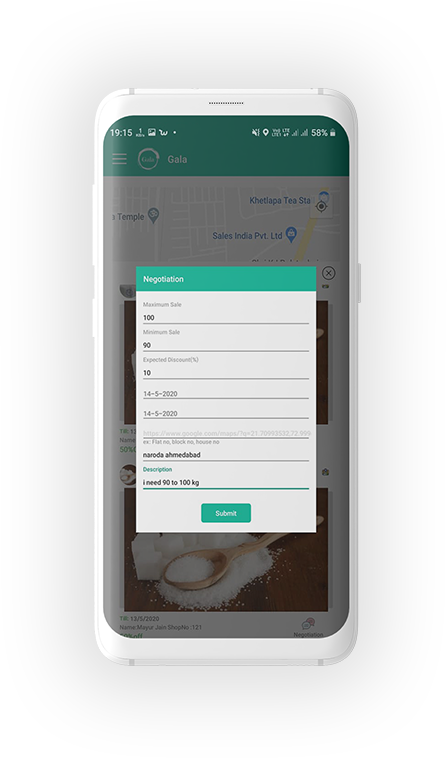 19:15
58%
Gala
Gala
Khetlapa Tea Sta
a Temple
Sales India Pvt. Ltd
Negotiation
Maximum Sale
100
Minimum Sale
90
Expected Discount(%)
10
14-5-2020
14-5-2020
https://www.google.com/maps/?q=21.70993532,72.999
ex: Flat no, block no, house no
naroda ahmedabad
Description
i need 90 to 100 kg
Submit
Till: 13/5/2020
Name:Mayur Jain ShopNo :121
Negotiation